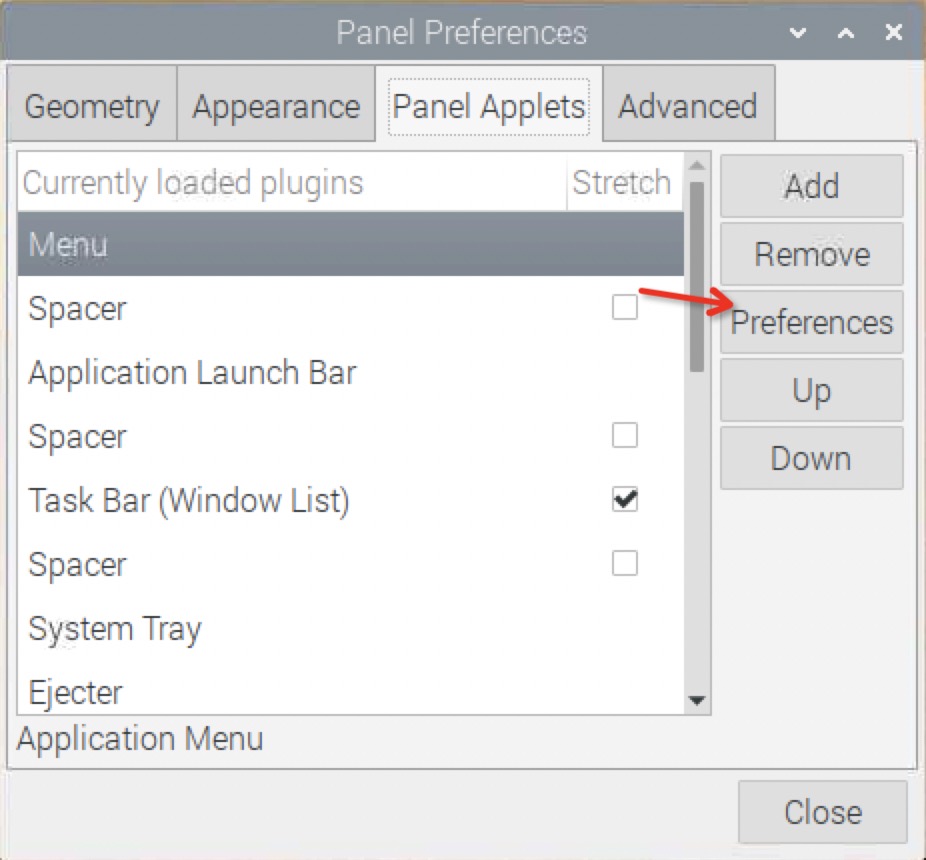 Panel Preferences
Geometry Appearance Panel Applets Advanced
Currently loaded plugins Stretch
Menu
Spacer
Application Launch Bar
Spacer
Task Bar (Window List)
Spacer
System Tray
Ejecter
Application Menu
Add
Remove
Preferences
Up
Down
Close